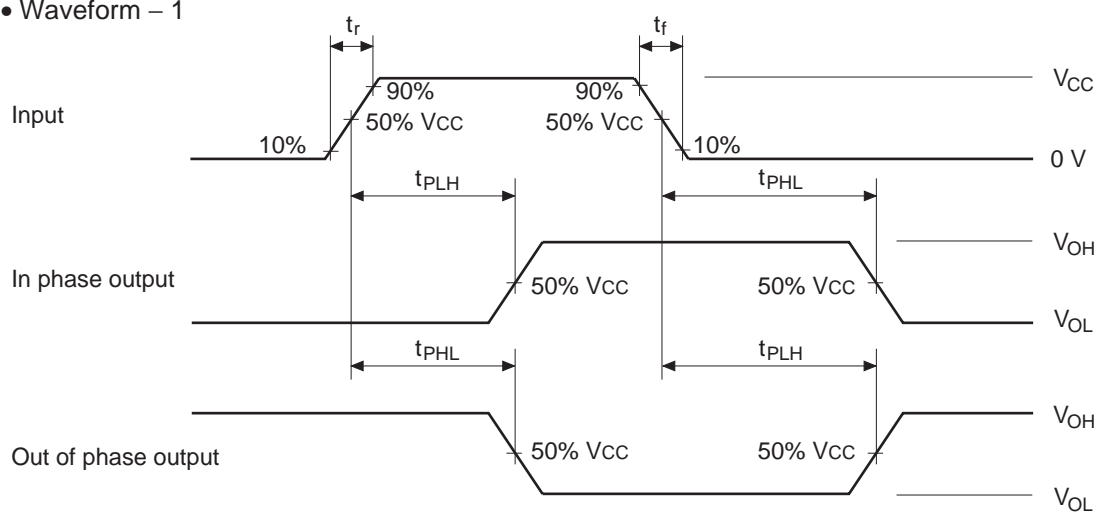 • Waveform – 1
tr
tf
VCC
90%
90%
Input
50% VCC
50% VCC
10%
10%
0 V
tPLH
tPHL
VOH
In phase output
50% VCC
50% VCC
VOL
tPHL
tPLH
VOH
Out of phase output
50% VCC
50% VCC
VOL